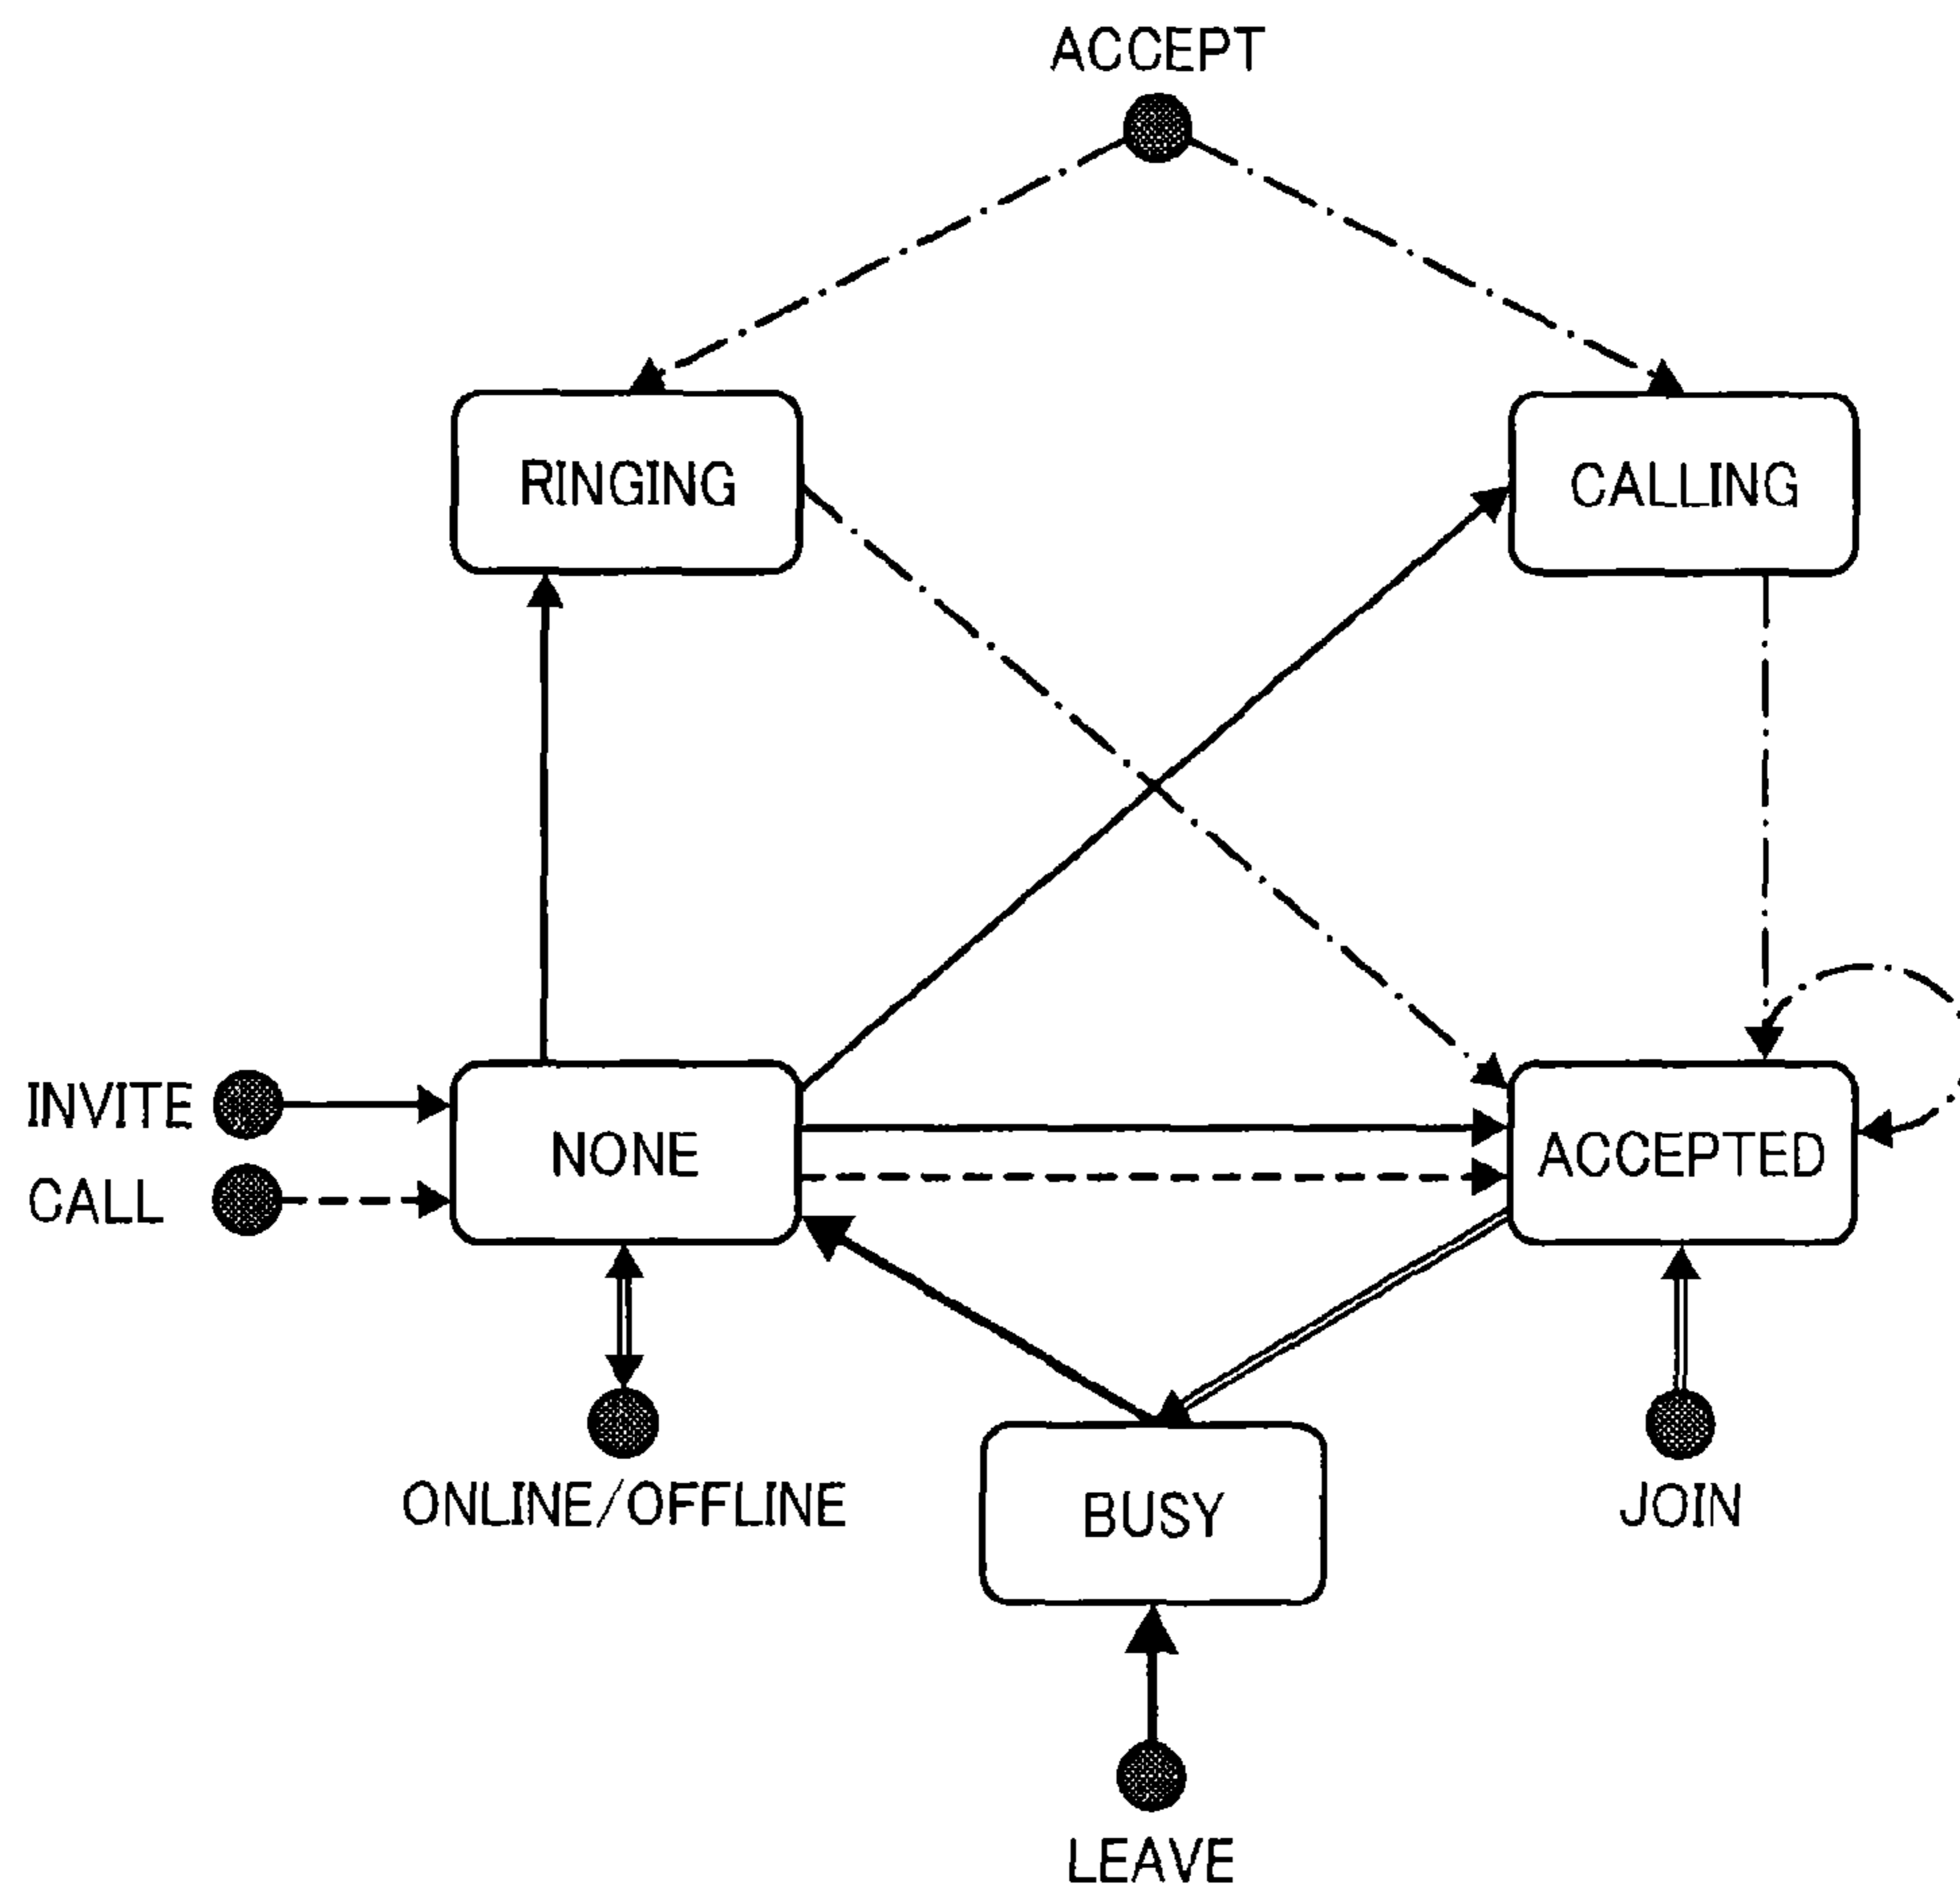 ACCEPT
RINGING
CALLING
INVITE
CALL
NONE
ACCEPTED
ONLINE/OFFLINE
BUSY
JOIN
LEAVE